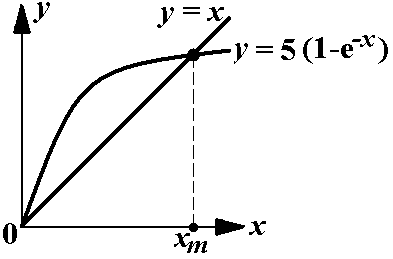 y
y = x
y = 5 (1-e^-x)
0
x_m
x